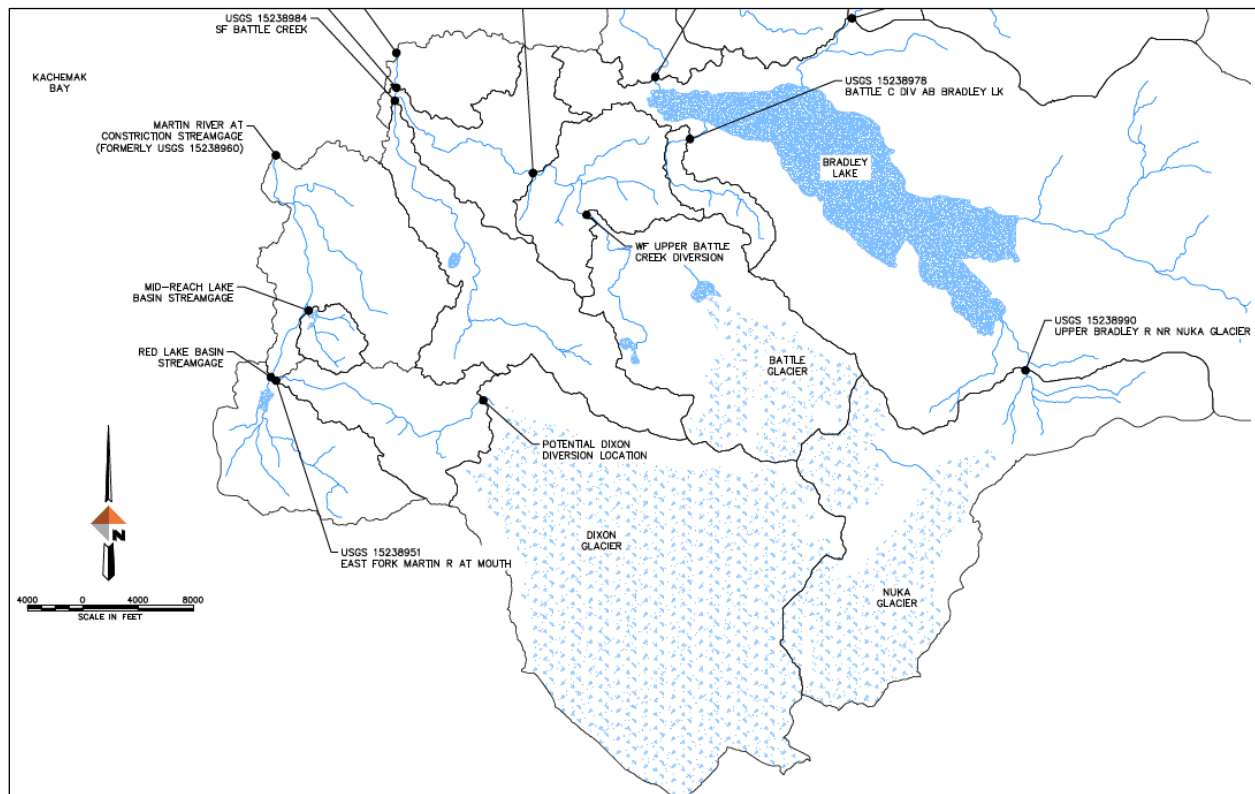 USGS 15238984
SF BATTLE CREEK
KACHEMAK
BAY
USGS 15238978
BATTLE C DIV AB BRADLEY LK
MARTIN RIVER AT
CONSTRICTION STREAMGAGE
(FORMERLY USGS 15238960)
BRADLEY
LAKE
WF UPPER BATTLE
CREEK DIVERSION
MID-REACH LAKE
BASIN STREAMGAGE
USGS 15238990
UPPER BRADLEY R NR NUKA GLACIER
RED LAKE BASIN
STREAMGAGE
BATTLE
GLACIER
POTENTIAL DIXON
DIVERSION LOCATION
N
DIXON
GLACIER
USGS 15238951
EAST FORK MARTIN R AT MOUTH
NUKA
GLACIER
4000 0 4000 8000
SCALE IN FEET